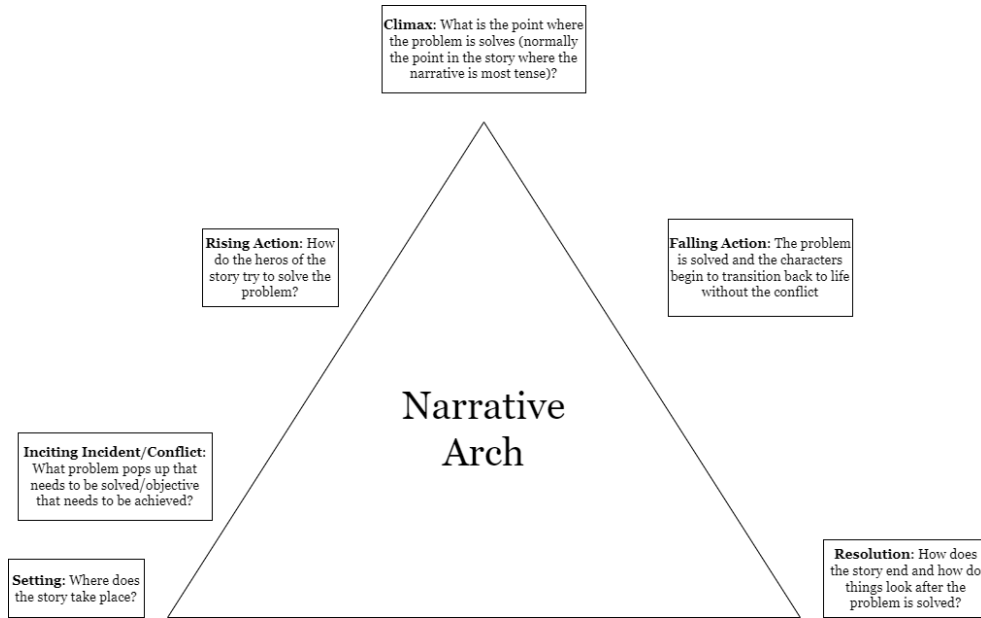 Climax: What is the point where
the problem is solves (normally
the point in the story where the
narrative is most tense)?
Rising Action: How
do the heros of the
story try to solve the
problem?
Falling Action: The problem
is solved and the characters
begin to transition back to life
without the conflict
Narrative
Arch
Inciting Incident/Conflict:
What problem pops up that
needs to be solved/objective
that needs to be achieved?
Setting: Where does
the story take place?
Resolution: How does
the story end and how do
things look after the
problem is solved?